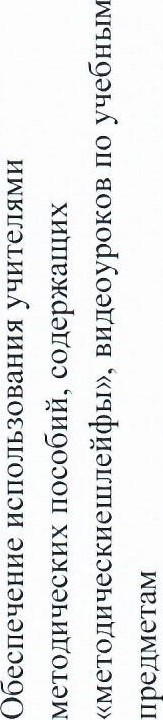 Обеспечение использования учителями
методических пособий, содержащих
«методическиешлейфы», видеоуроков по учебным
предметам